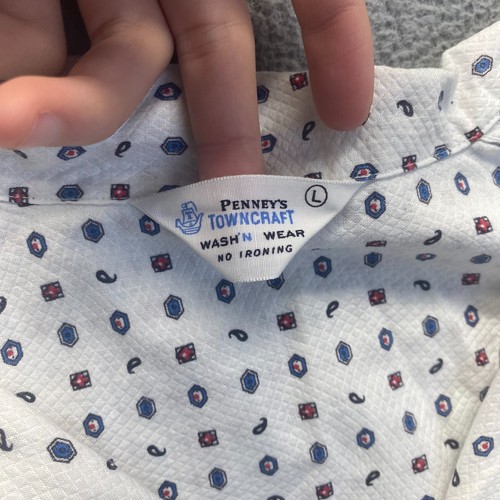 PENNEY'S
TOWNCRAFT
WASH'N WEAR
NO IRONING
L